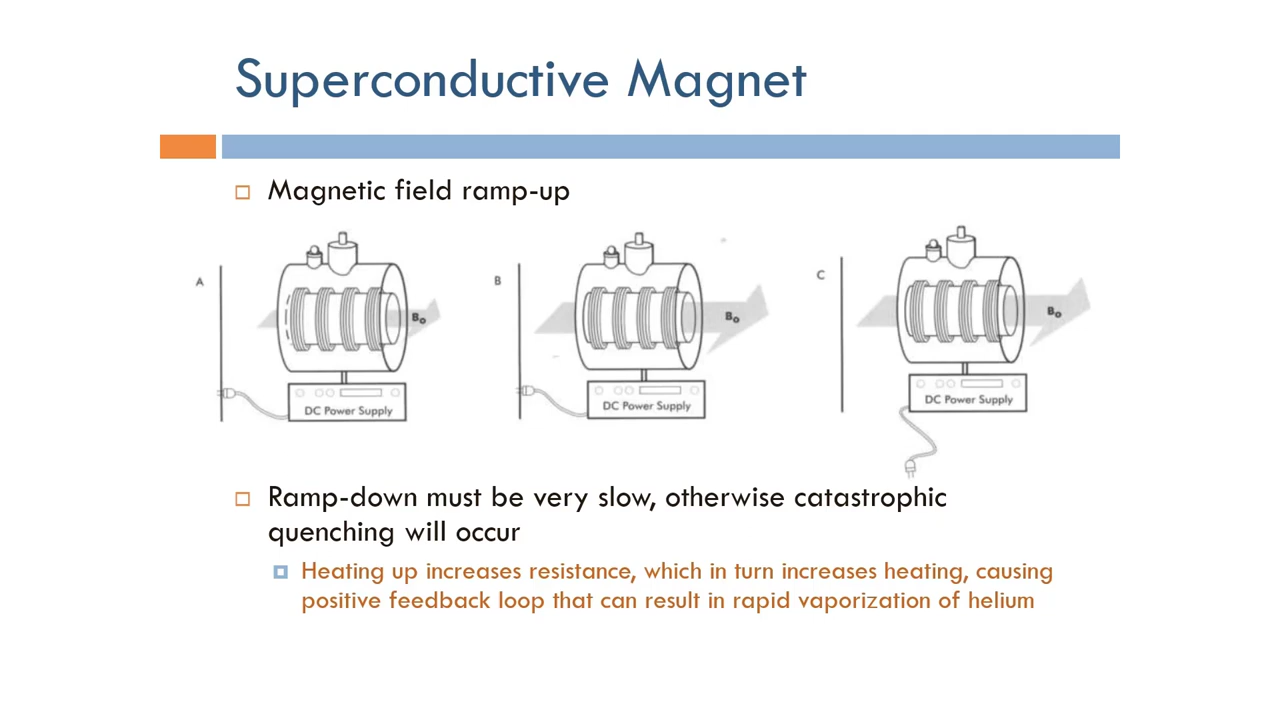 Superconductive Magnet
Magnetic field ramp-up
A
B₀
DC Power Supply
B
B₀
DC Power Supply
C
B₀
DC Power Supply
Ramp-down must be very slow, otherwise catastrophic
quenching will occur
Heating up increases resistance, which in turn increases heating, causing
positive feedback loop that can result in rapid vaporization of helium